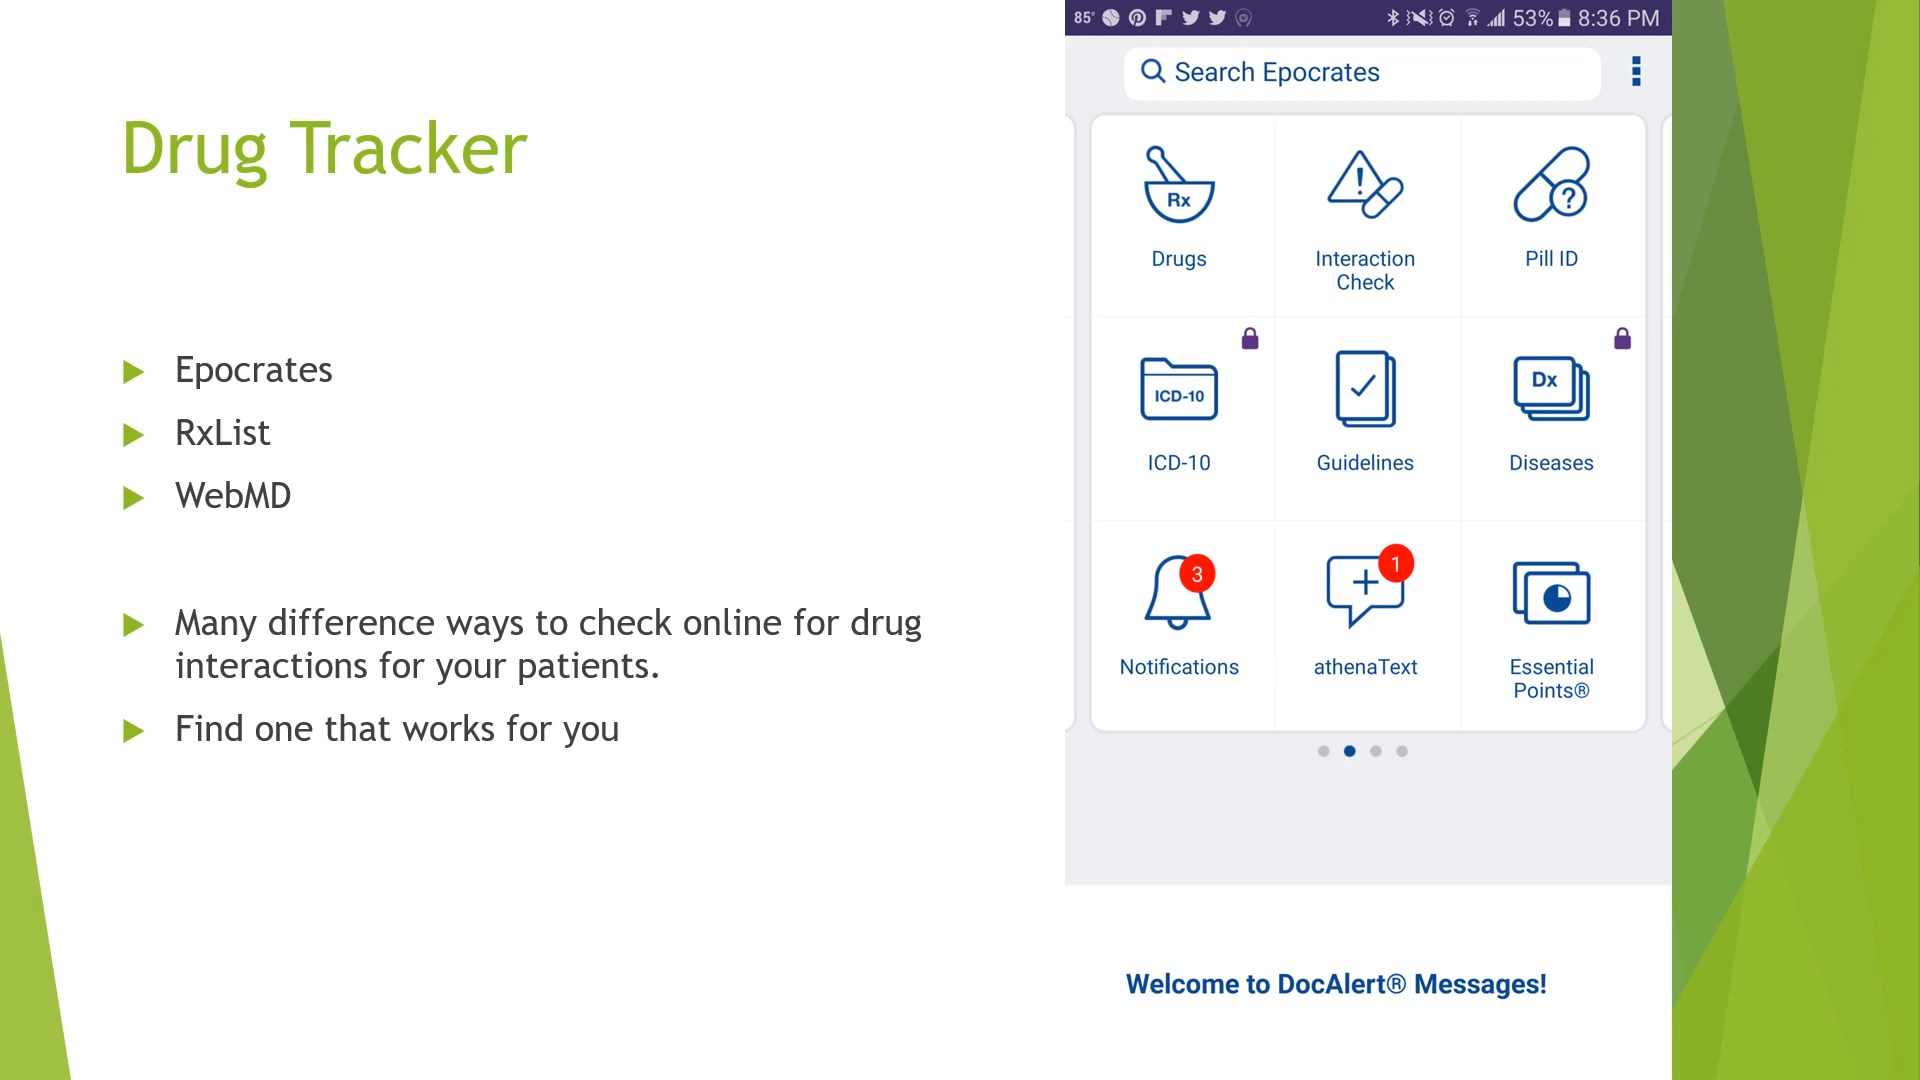 Drug Tracker
Epocrates
RxList
WebMD
Many difference ways to check online for drug
interactions for your patients.
Find one that works for you
85° 53% 8:36 PM
Search Epocrates
Rx
Drugs
!
Interaction
Check
?
Pill ID
ICD-10
ICD-10
Guidelines
Dx
Diseases
3
Notifications
1
athenaText
Essential
Points®
Welcome to DocAlert® Messages!